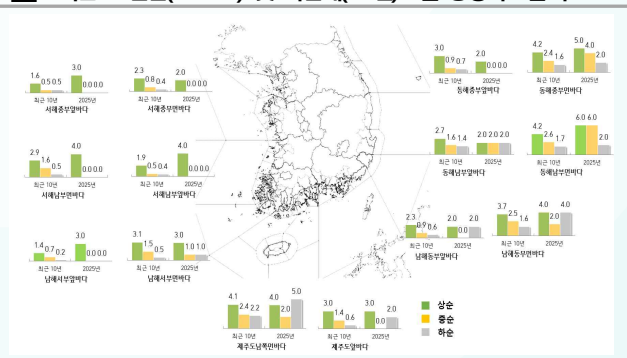 1.6 0.5 0.5 3.0 0.0 0.0
최근 10년 2025년
서해중부앞바다
2.3 0.8 0.4 2.0 0.0 0.0
최근 10년 2025년
서해중부먼바다
3.0 0.9 0.7 2.0 0.0 0.0
최근 10년 2025년
동해중부앞바다
4.2 2.4 1.6 5.0 4.0 2.0
최근 10년 2025년
동해중부먼바다
2.9 1.6 0.5 4.0 0.0 0.0
최근 10년 2025년
서해남부먼바다
1.9 0.5 0.4 4.0 0.0 0.0
최근 10년 2025년
서해남부앞바다
2.7 1.6 1.4 2.0 2.0 2.0
최근 10년 2025년
동해남부앞바다
4.2 2.6 1.7 6.0 6.0 2.0
최근 10년 2025년
동해남부먼바다
1.4 0.7 0.2 3.0 0.0 0.0
최근 10년 2025년
남해서부앞바다
3.1 1.5 0.5 3.0 1.0 1.0
최근 10년 2025년
남해서부먼바다
2.3 0.9 0.6 2.0 0.0 2.0
최근 10년 2025년
남해동부앞바다
3.7 2.5 1.6 4.0 2.0 4.0
최근 10년 2025년
남해동부먼바다
4.1 2.4 2.2 4.0 2.0 5.0
최근 10년 2025년
제주도남쪽먼바다
3.0 1.4 0.6 3.0 0.0 2.0
최근 10년 2025년
제주도앞바다
상순
중순
하순